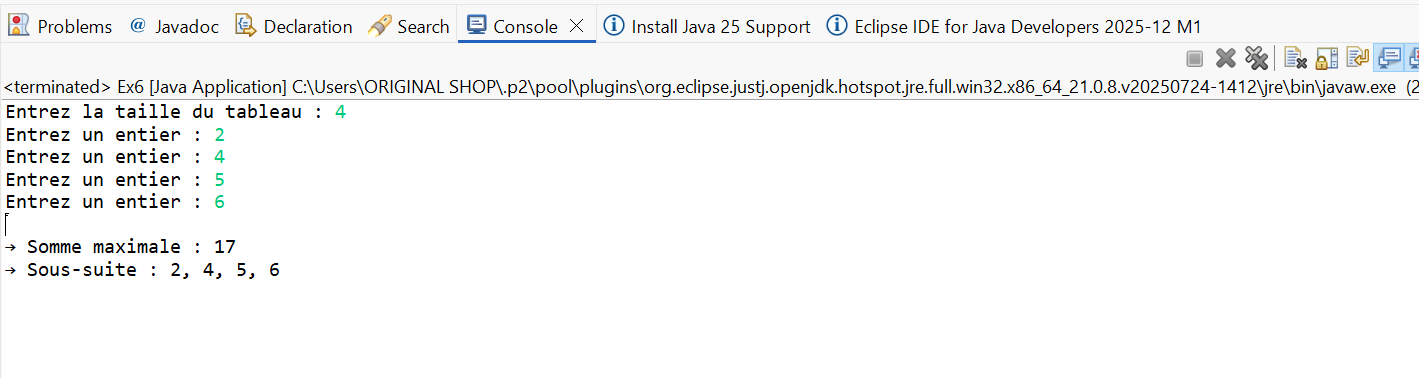 Problems @ Javadoc Declaration Search Console Install Java 25 Support Eclipse IDE for Java Developers 2025-12 M1
<terminated> Ex6 [Java Application] C:\Users\ORIGINAL SHOP\.p2\pool\plugins\org.eclipse.justj.openjdk.hotspot.jre.full.win32.x86_64_21.0.8.v20250724-1412\jre\bin\javaw.exe (2
Entrez la taille du tableau : 4
Entrez un entier : 2
Entrez un entier : 4
Entrez un entier : 5
Entrez un entier : 6
→ Somme maximale : 17
→ Sous-suite : 2, 4, 5, 6